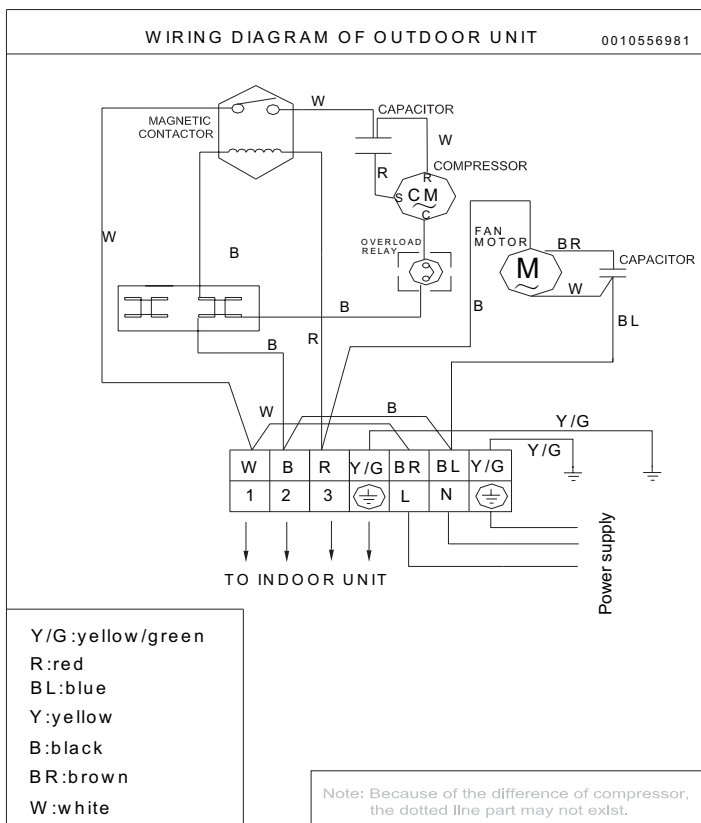 WIRING DIAGRAM OF OUTDOOR UNIT 0010556981
W
CAPACITOR
MAGNETIC
CONTACTOR
W
R
COMPRESSOR
R
S
CM
C
W
B
OVERLOAD
RELAY
FAN
MOTOR
BR
M
CAPACITOR
W
B
B
BL
B
R
W
B
Y/G
Y/G
W B R Y/G BR BL Y/G
1 2 3 L N
TO INDOOR UNIT
Power supply
Y/G:yellow/green
R:red
BL:blue
Y:yellow
B:black
BR:brown
W:white
Note: Because of the difference of compressor,
the dotted line part may not exist.